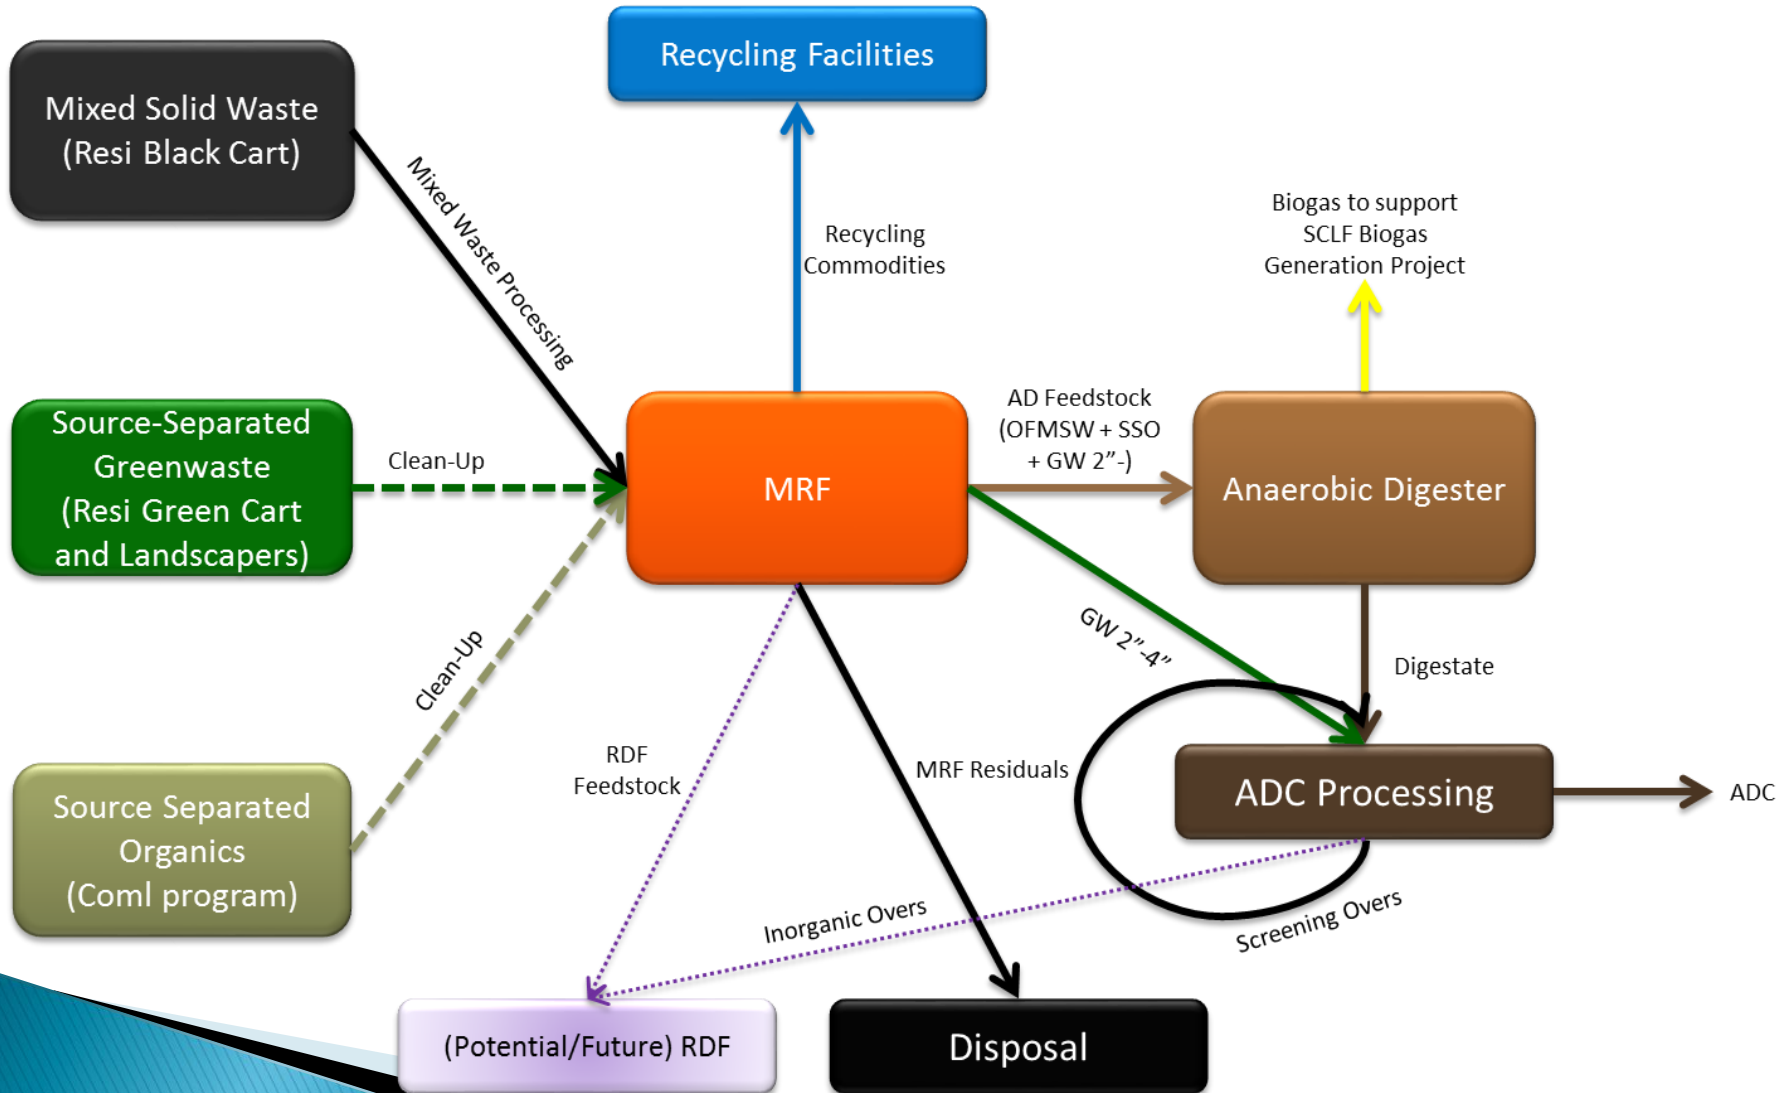 Recycling Facilities
Mixed Solid Waste
(Resi Black Cart)
Mixed Waste Processing
Recycling
Commodities
Biogas to support
SCLF Biogas
Generation Project
Source-Separated
Greenwaste
(Resi Green Cart
and Landscapers)
Clean-Up
MRF
AD Feedstock
(OFMSW + SSO
+ GW 2”-)
Anaerobic Digester
Clean-Up
GW 2”-4”
Digestate
Source Separated
Organics
(Coml program)
RDF
Feedstock
MRF Residuals
ADC Processing
ADC
Inorganic Overs
Screening Overs
(Potential/Future) RDF
Disposal